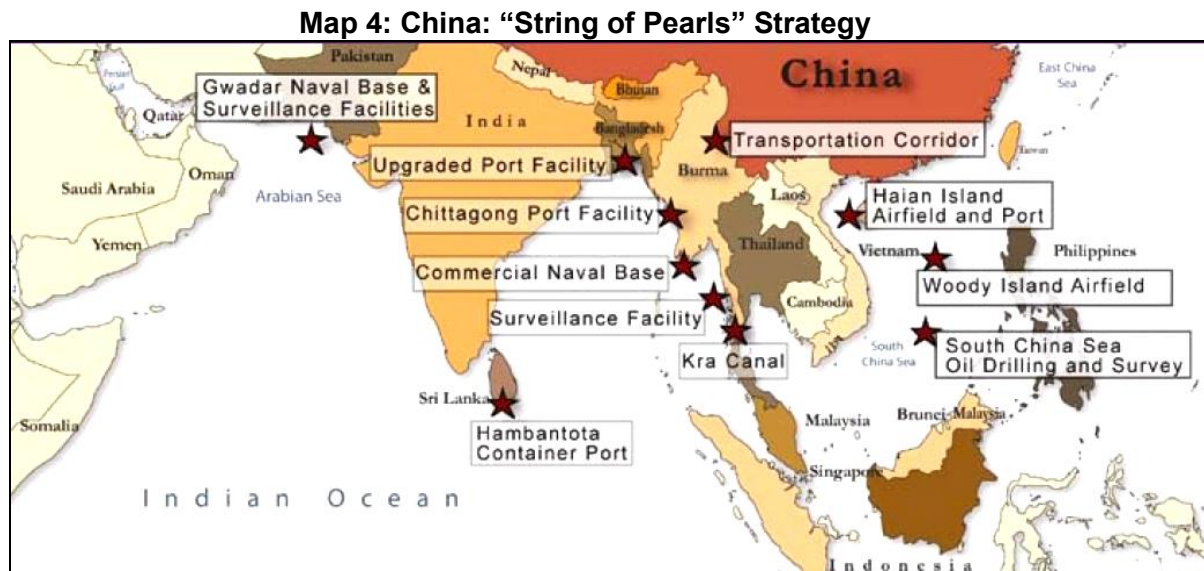 Map 4: China: “String of Pearls” Strategy
Pakistan
Nepal
China
East China
Sea
Persian
Gulf
Gwadar Naval Base &
Surveillance Facilities
Qatar
Bhutan
India
Bangladesh
Transportation Corridor
Taiwan
Upgraded Port Facility
Burma
Oman
Saudi Arabia
Arabian Sea
Laos
Haian Island
Airfield and Port
Chittagong Port Facility
Thailand
Yemen
Vietnam
Philippines
Commercial Naval Base
Woody Island Airfield
Cambodia
Surveillance Facility
South
China Sea
South China Sea
Oil Drilling and Survey
Kra Canal
Sri Lanka
Somalia
Malaysia
Brunei
Malaysia
Hambantota
Container Port
Singapore
Indian Ocean
Indonesia